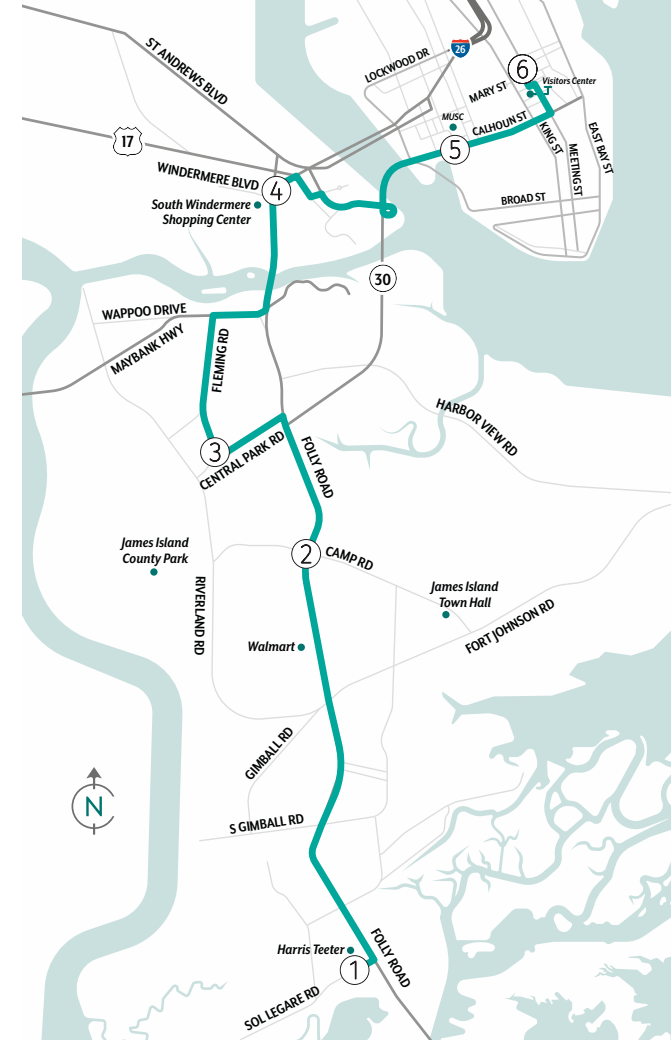 ST ANDREWS BLVD
LOCKWOOD DR
26
6
Visitors Center
MARY ST
MUSC
CALHOUN ST
17
5
KING ST
MEETING ST
EAST BAY ST
WINDERMERE BLVD
4
South Windermere
Shopping Center
BROAD ST
30
WAPPOO DRIVE
MAYBANK HWY
FLEMING RD
HARBOR VIEW RD
3
CENTRAL PARK RD
FOLLY ROAD
James Island
County Park
2
CAMP RD
RIVERLAND RD
James Island
Town Hall
FORT JOHNSON RD
Walmart
GIMBALL RD
N
S GIMBALL RD
Harris Teeter
1
FOLLY ROAD
SOL LEGARE RD